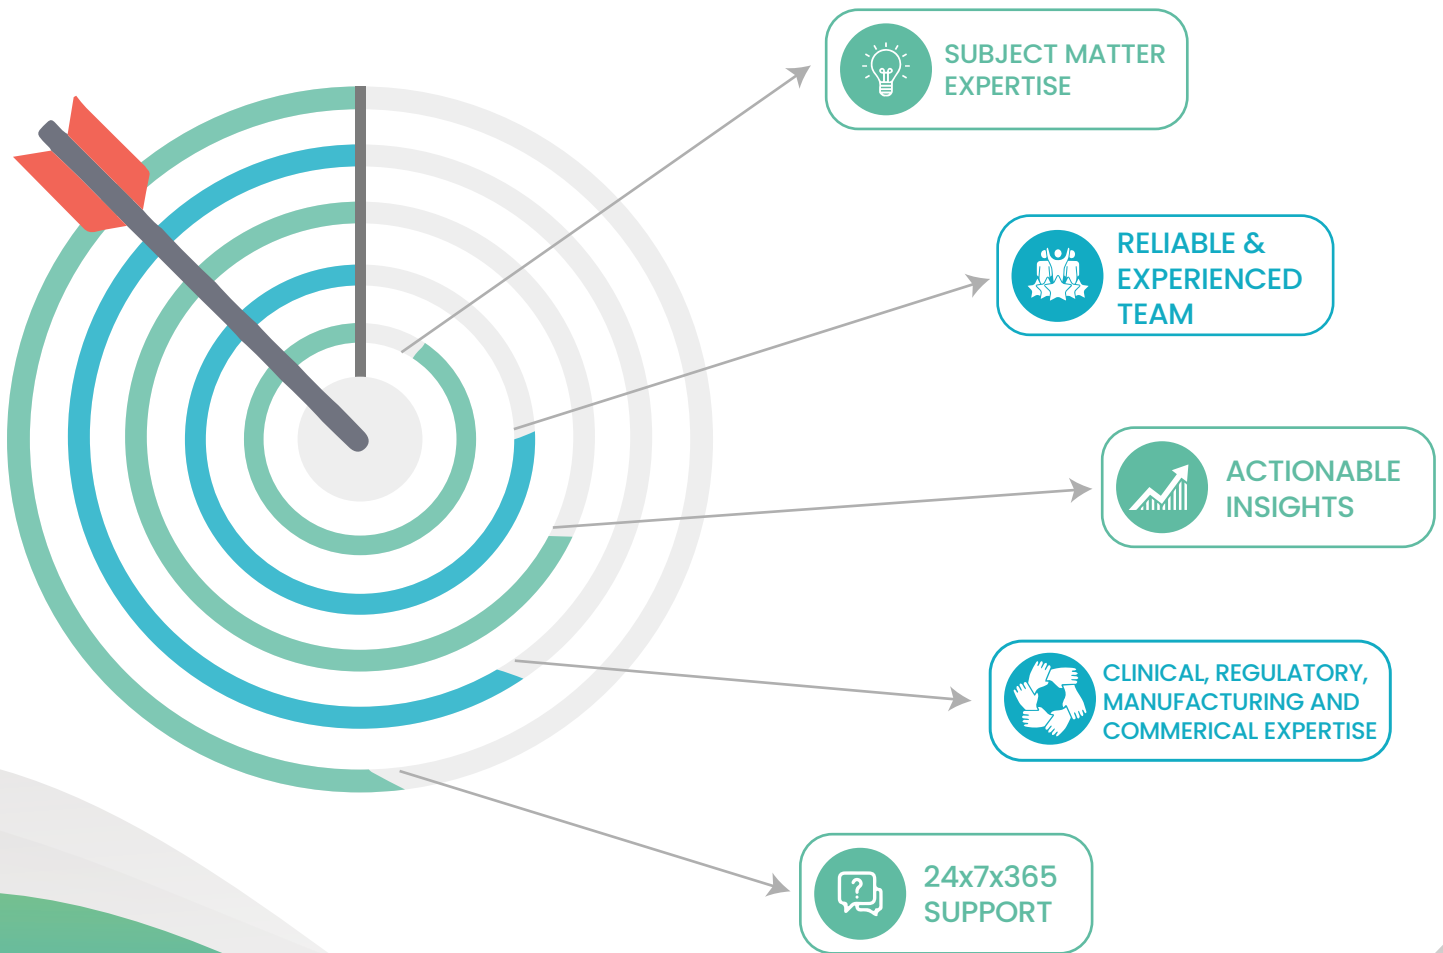 SUBJECT MATTER
EXPERTISE
RELIABLE &
EXPERIENCED
TEAM
ACTIONABLE
INSIGHTS
CLINICAL, REGULATORY,
MANUFACTURING AND
COMMERICAL EXPERTISE
24x7x365
SUPPORT